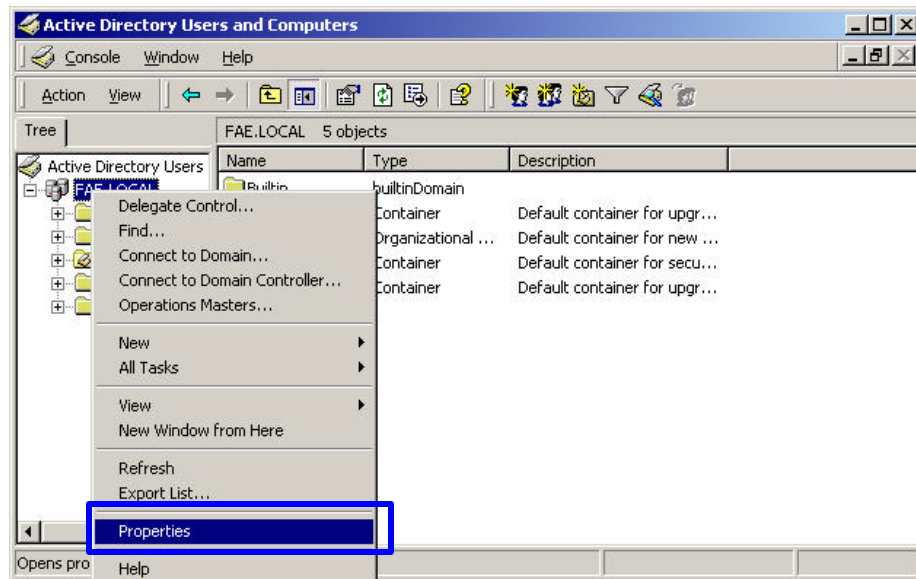 Active Directory Users and Computers
Console Window Help
Action View
Tree
FAE.LOCAL 5 objects
Active Directory Users
Name Type Description
FAE.LOCAL
Builtin builtinDomain
Container Default container for upgr...
Organizational ... Default container for new ...
Container Default container for secu...
Container Default container for upgr...
Delegate Control...
Find...
Connect to Domain...
Connect to Domain Controller...
Operations Masters...
New
All Tasks
View
New Window from Here
Refresh
Export List...
Properties
Help
Opens pro